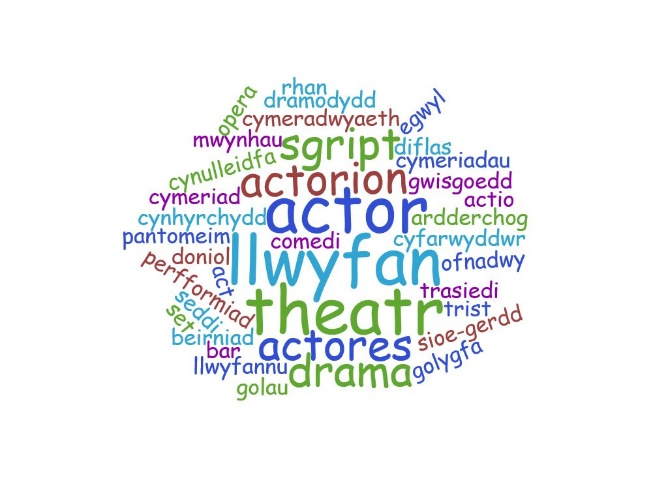 opera
rhan
dramodydd
egwyl
cymeradwyaeth
mwynhau
sgript
diflas
cynulleidfa
cymeriadau
actorion
gwisgoedd
cymeriad
actio
actor
cynhyrchydd
ardderchog
pantomeim
comedi
cyfarwyddwr
doniol
llwyfan
ofnadwy
perfformiad
act
trasiedi
seddi
theatr
trist
set
sioe-gerdd
beirniad
actores
bar
golygfa
llwyfannu
drama
golau